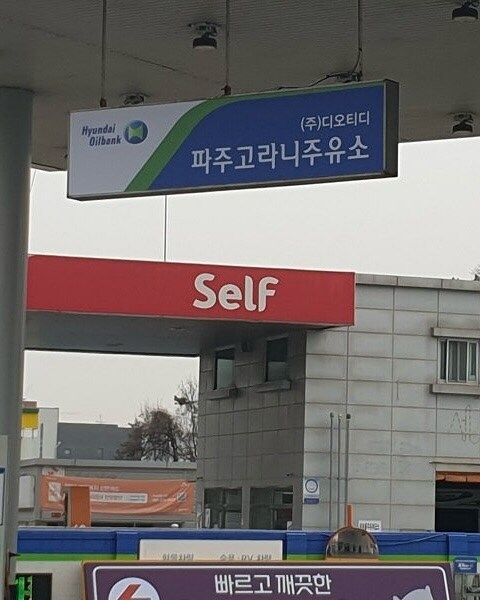 Hyundai
Oilbank
(주)디오티디
파주고라니주유소
Self
빠르고 깨끗한